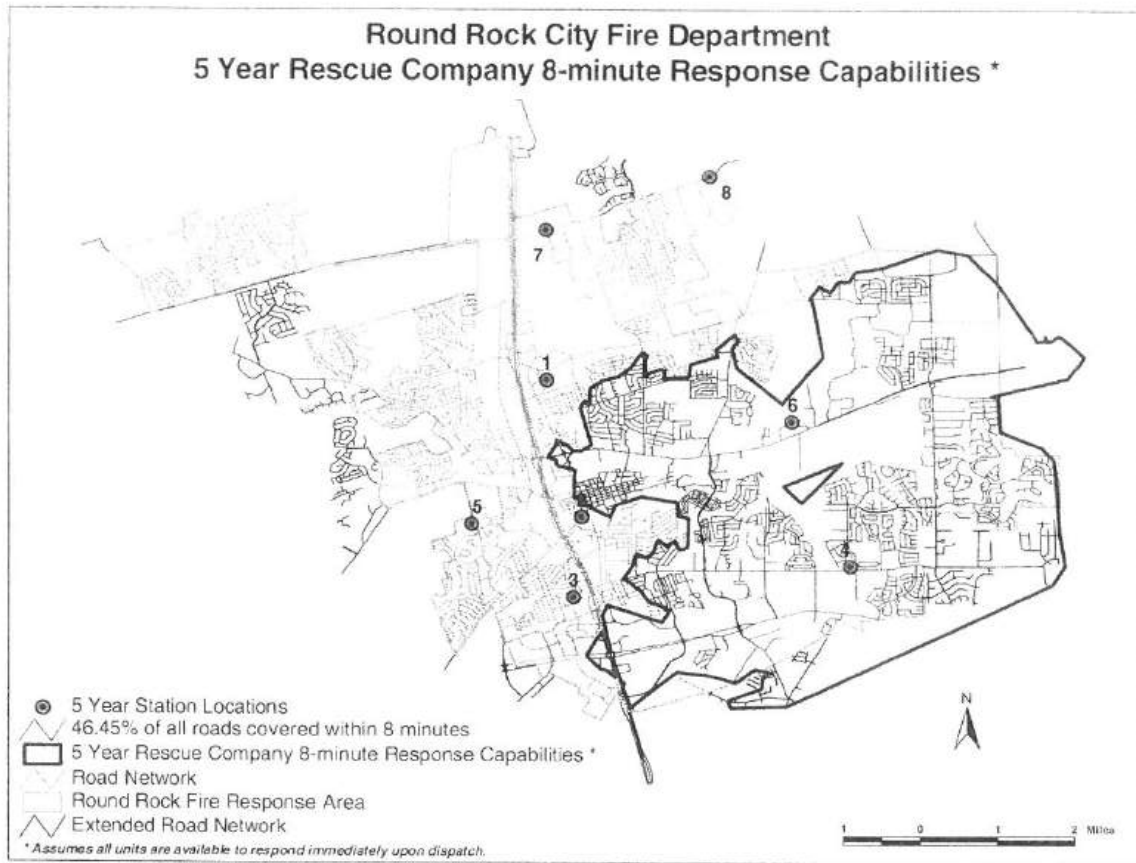 Round Rock City Fire Department
5 Year Rescue Company 8-minute Response Capabilities *
8
7
1
6
5
4
3
N
5 Year Station Locations
46.45% of all roads covered within 8 minutes
5 Year Rescue Company 8-minute Response Capabilities *
Road Network
Round Rock Fire Response Area
Extended Road Network
* Assumes all units are available to respond immediately upon dispatch.
1 0 1 2 Miles